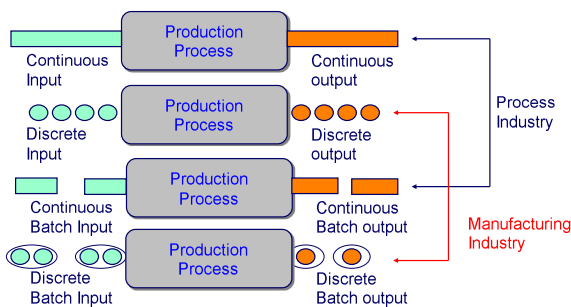 Production
Process
Continuous
Input
Continuous
output
Production
Process
Discrete
Input
Discrete
output
Process
Industry
Production
Process
Continuous
Batch Input
Continuous
Batch output
Manufacturing
Industry
Production
Process
Discrete
Batch Input
Discrete
Batch output